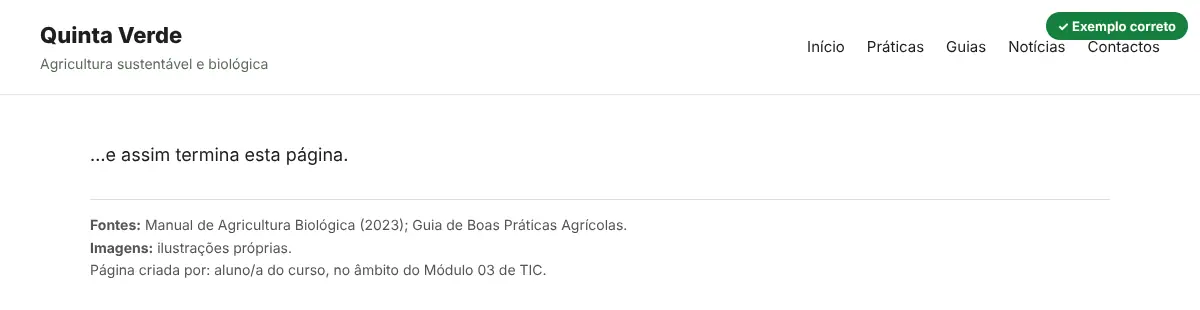 Quinta Verde
Agricultura sustentável e biológica
✓ Exemplo correto
Início Práticas Guias Notícias Contactos
…e assim termina esta página.
Fontes: Manual de Agricultura Biológica (2023); Guia de Boas Práticas Agrícolas.
Imagens: ilustrações próprias.
Página criada por: aluno/a do curso, no âmbito do Módulo 03 de TIC.